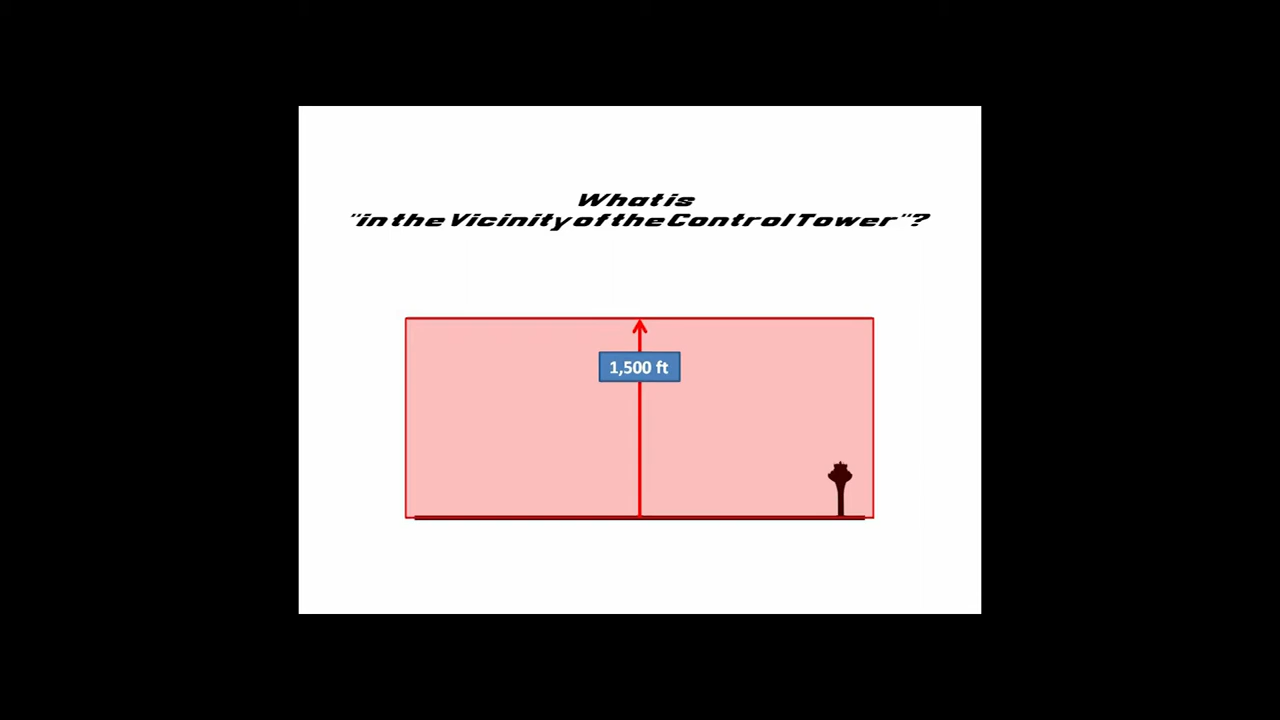 What is
"in the Vicinity of the Control Tower"?
1,500 ft